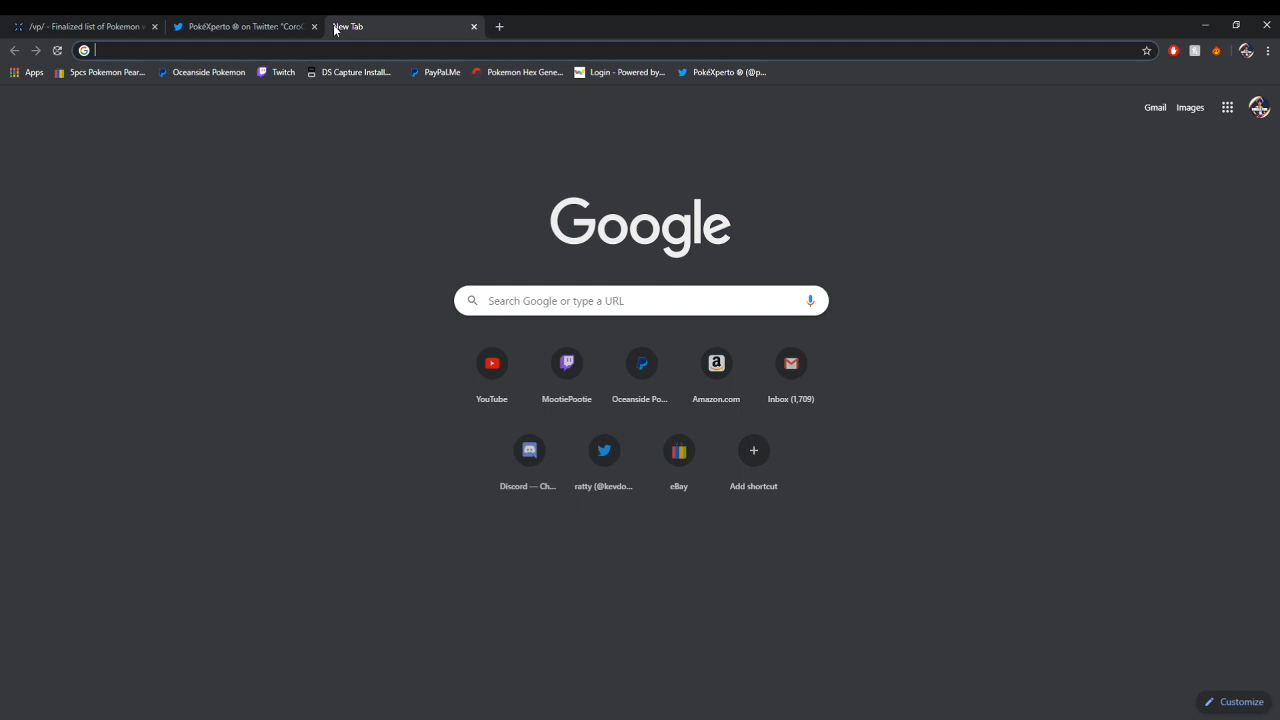 /vp/ - Finalized list of Pokemon w
PokéXperto ® on Twitter: "CoroC
New Tab
Apps
5pcs Pokemon Pear...
Oceanside Pokemon
Twitch
DS Capture Install...
PayPal.Me
Pokemon Hex Gene...
Login - Powered by...
PokéXperto ® (@p...
Gmail
Images
Google
Search Google or type a URL
YouTube
MootiePootie
Oceanside Po...
Amazon.com
Inbox (1,709)
Discord — Ch...
ratty (@kevdo...
eBay
Add shortcut
Customize